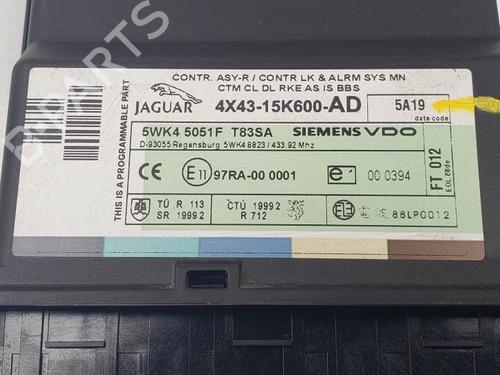 CONTR. ASY-R / CONTR LK & ALRM SYS MN
CTM CL DL RKE AS IS BBS
JAGUAR
4X43-15K600-AD
5A19
date code
5WK4 5051F T83SA SIEMENS VDO
D-93055 Regensburg 5WK4 8823 / 433.92 Mhz
CE E11 97RA-00 0001 e1 00 0394
TÚ R 113
SR 1999 2
ČTÚ 1999 2
R 712
88LP0012
FT 012
EOL code
THIS IS A PROGRAMMABLE PART
BPARTS